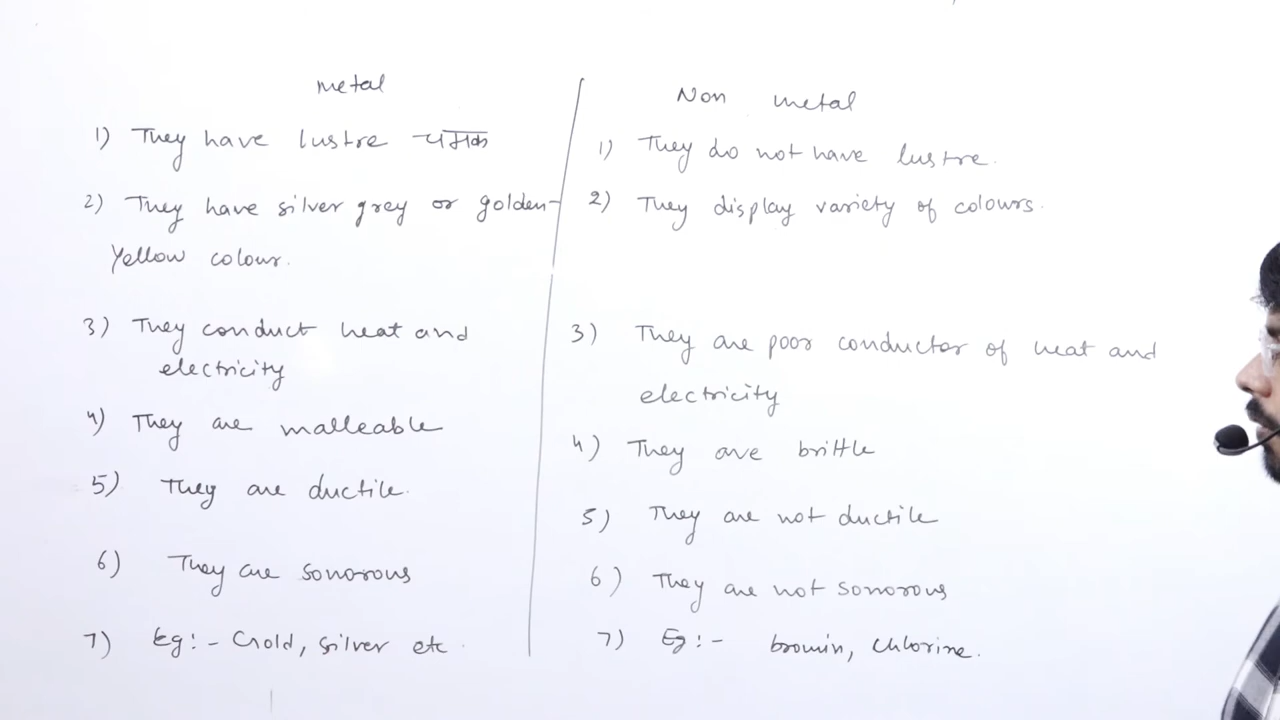 Metal
1) They have lustre चमक
2) They have silver grey or golden-
Yellow colour.
3) They conduct heat and
electricity
4) They are malleable
5) They are ductile.
6) They are sonorous
7) Eg:- Gold, silver etc.
Non metal
1) They do not have lustre.
2) They display variety of colours.
3) They are poor conductor of heat and
electricity
4) They are brittle
5) They are not ductile
6) They are not sonorous
7) Eg:- bromin, chlorine.